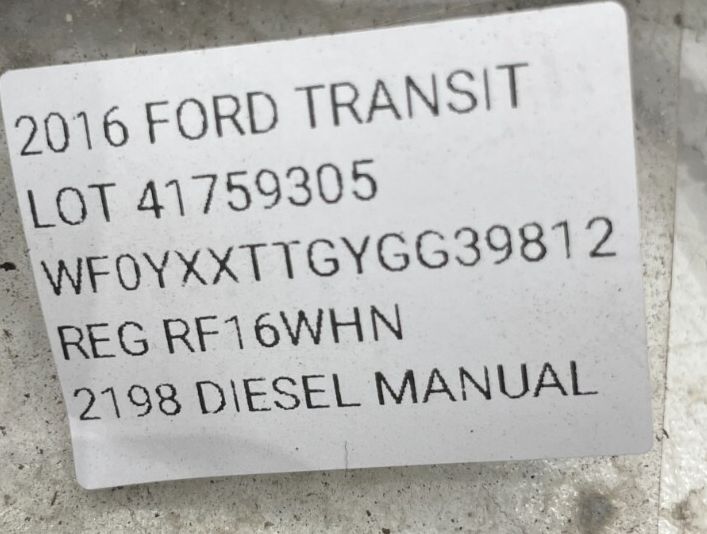 2016 FORD TRANSIT
LOT 41759305
WF0YXXTTGYGG39812
REG RF16WHN
2198 DIESEL MANUAL